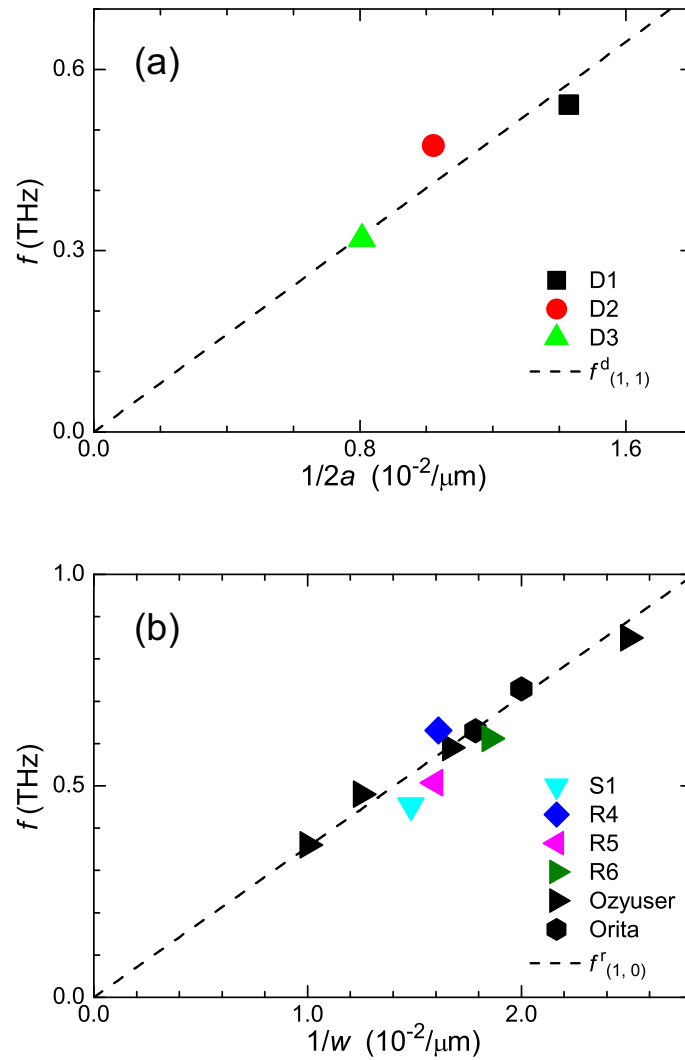 (a)
0.6
0.3
0.0
f (THz)
D1
D2
D3
f^d_(1, 1)
0.0 0.8 1.6
1/2a (10^-2/μm)
(b)
1.0
0.5
0.0
f (THz)
S1
R4
R5
R6
Ozyuser
Orita
f^r_(1, 0)
0.0 1.0 2.0
1/w (10^-2/μm)